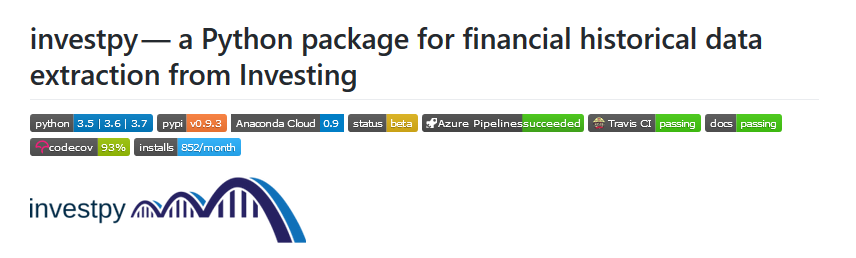 investpy — a Python package for financial historical data
extraction from Investing
python 3.5 | 3.6 | 3.7 pypi v0.9.3 Anaconda Cloud 0.9 status beta Azure Pipelines succeeded Travis CI passing docs passing
codecov 93% installs 852/month
investpy